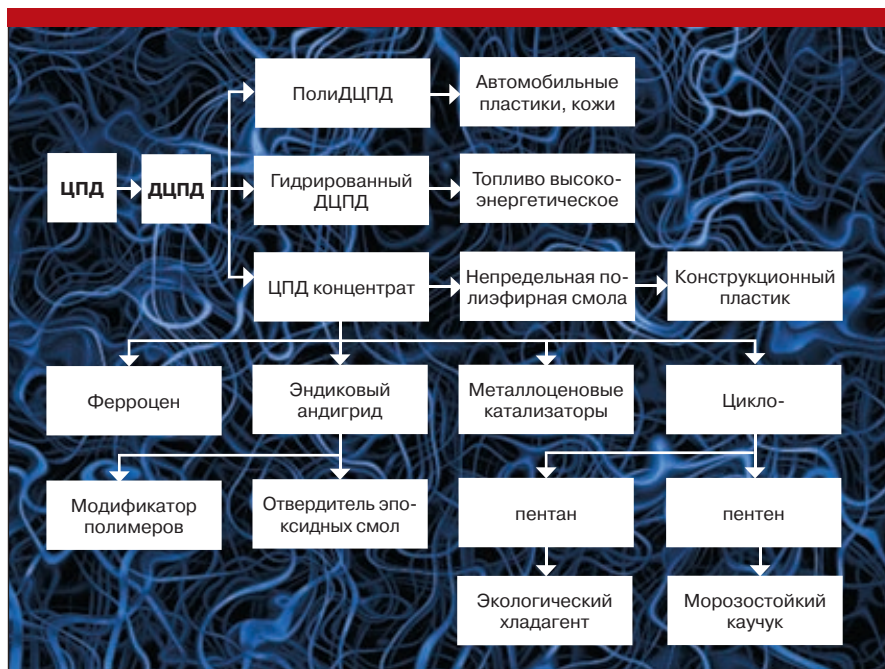 ПолиДЦПД
Автомобильные
пластики, кожи
ЦПД
ДЦПД
Гидрированный
ДЦПД
Топливо высоко-
энергетическое
ЦПД концентрат
Непредельная по-
лиэфирная смола
Конструкционный
пластик
Ферроцен
Эндиковый
андигрид
Металлоценовые
катализаторы
Цикло-
Модификатор
полимеров
Отвердитель эпо-
ксидных смол
пентан
пентен
Экологический
хладагент
Морозостойкий
каучук